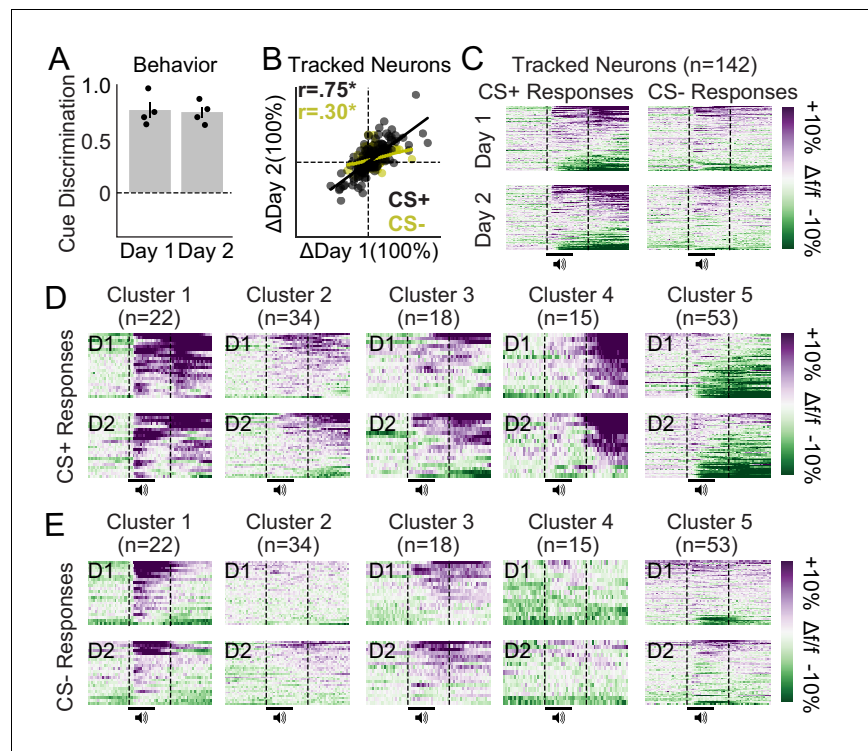 A
Behavior
Cue Discrimination
1.0
0.5
0
Day 1 Day 2
B
Tracked Neurons
r=.75*
r=.30*
CS+
CS-
ΔDay 2(100%)
ΔDay 1(100%)
C
Tracked Neurons (n=142)
CS+ Responses CS- Responses
Day 1
Day 2
+10% Δf/f -10%
D
Cluster 1 Cluster 2 Cluster 3 Cluster 4 Cluster 5
(n=22) (n=34) (n=18) (n=15) (n=53)
CS+ Responses
D1 D1 D1 D1 D1
D2 D2 D2 D2 D2
+10% Δf/f -10%
E
Cluster 1 Cluster 2 Cluster 3 Cluster 4 Cluster 5
(n=22) (n=34) (n=18) (n=15) (n=53)
CS- Responses
D1 D1 D1 D1 D1
D2 D2 D2 D2 D2
+10% Δf/f -10%